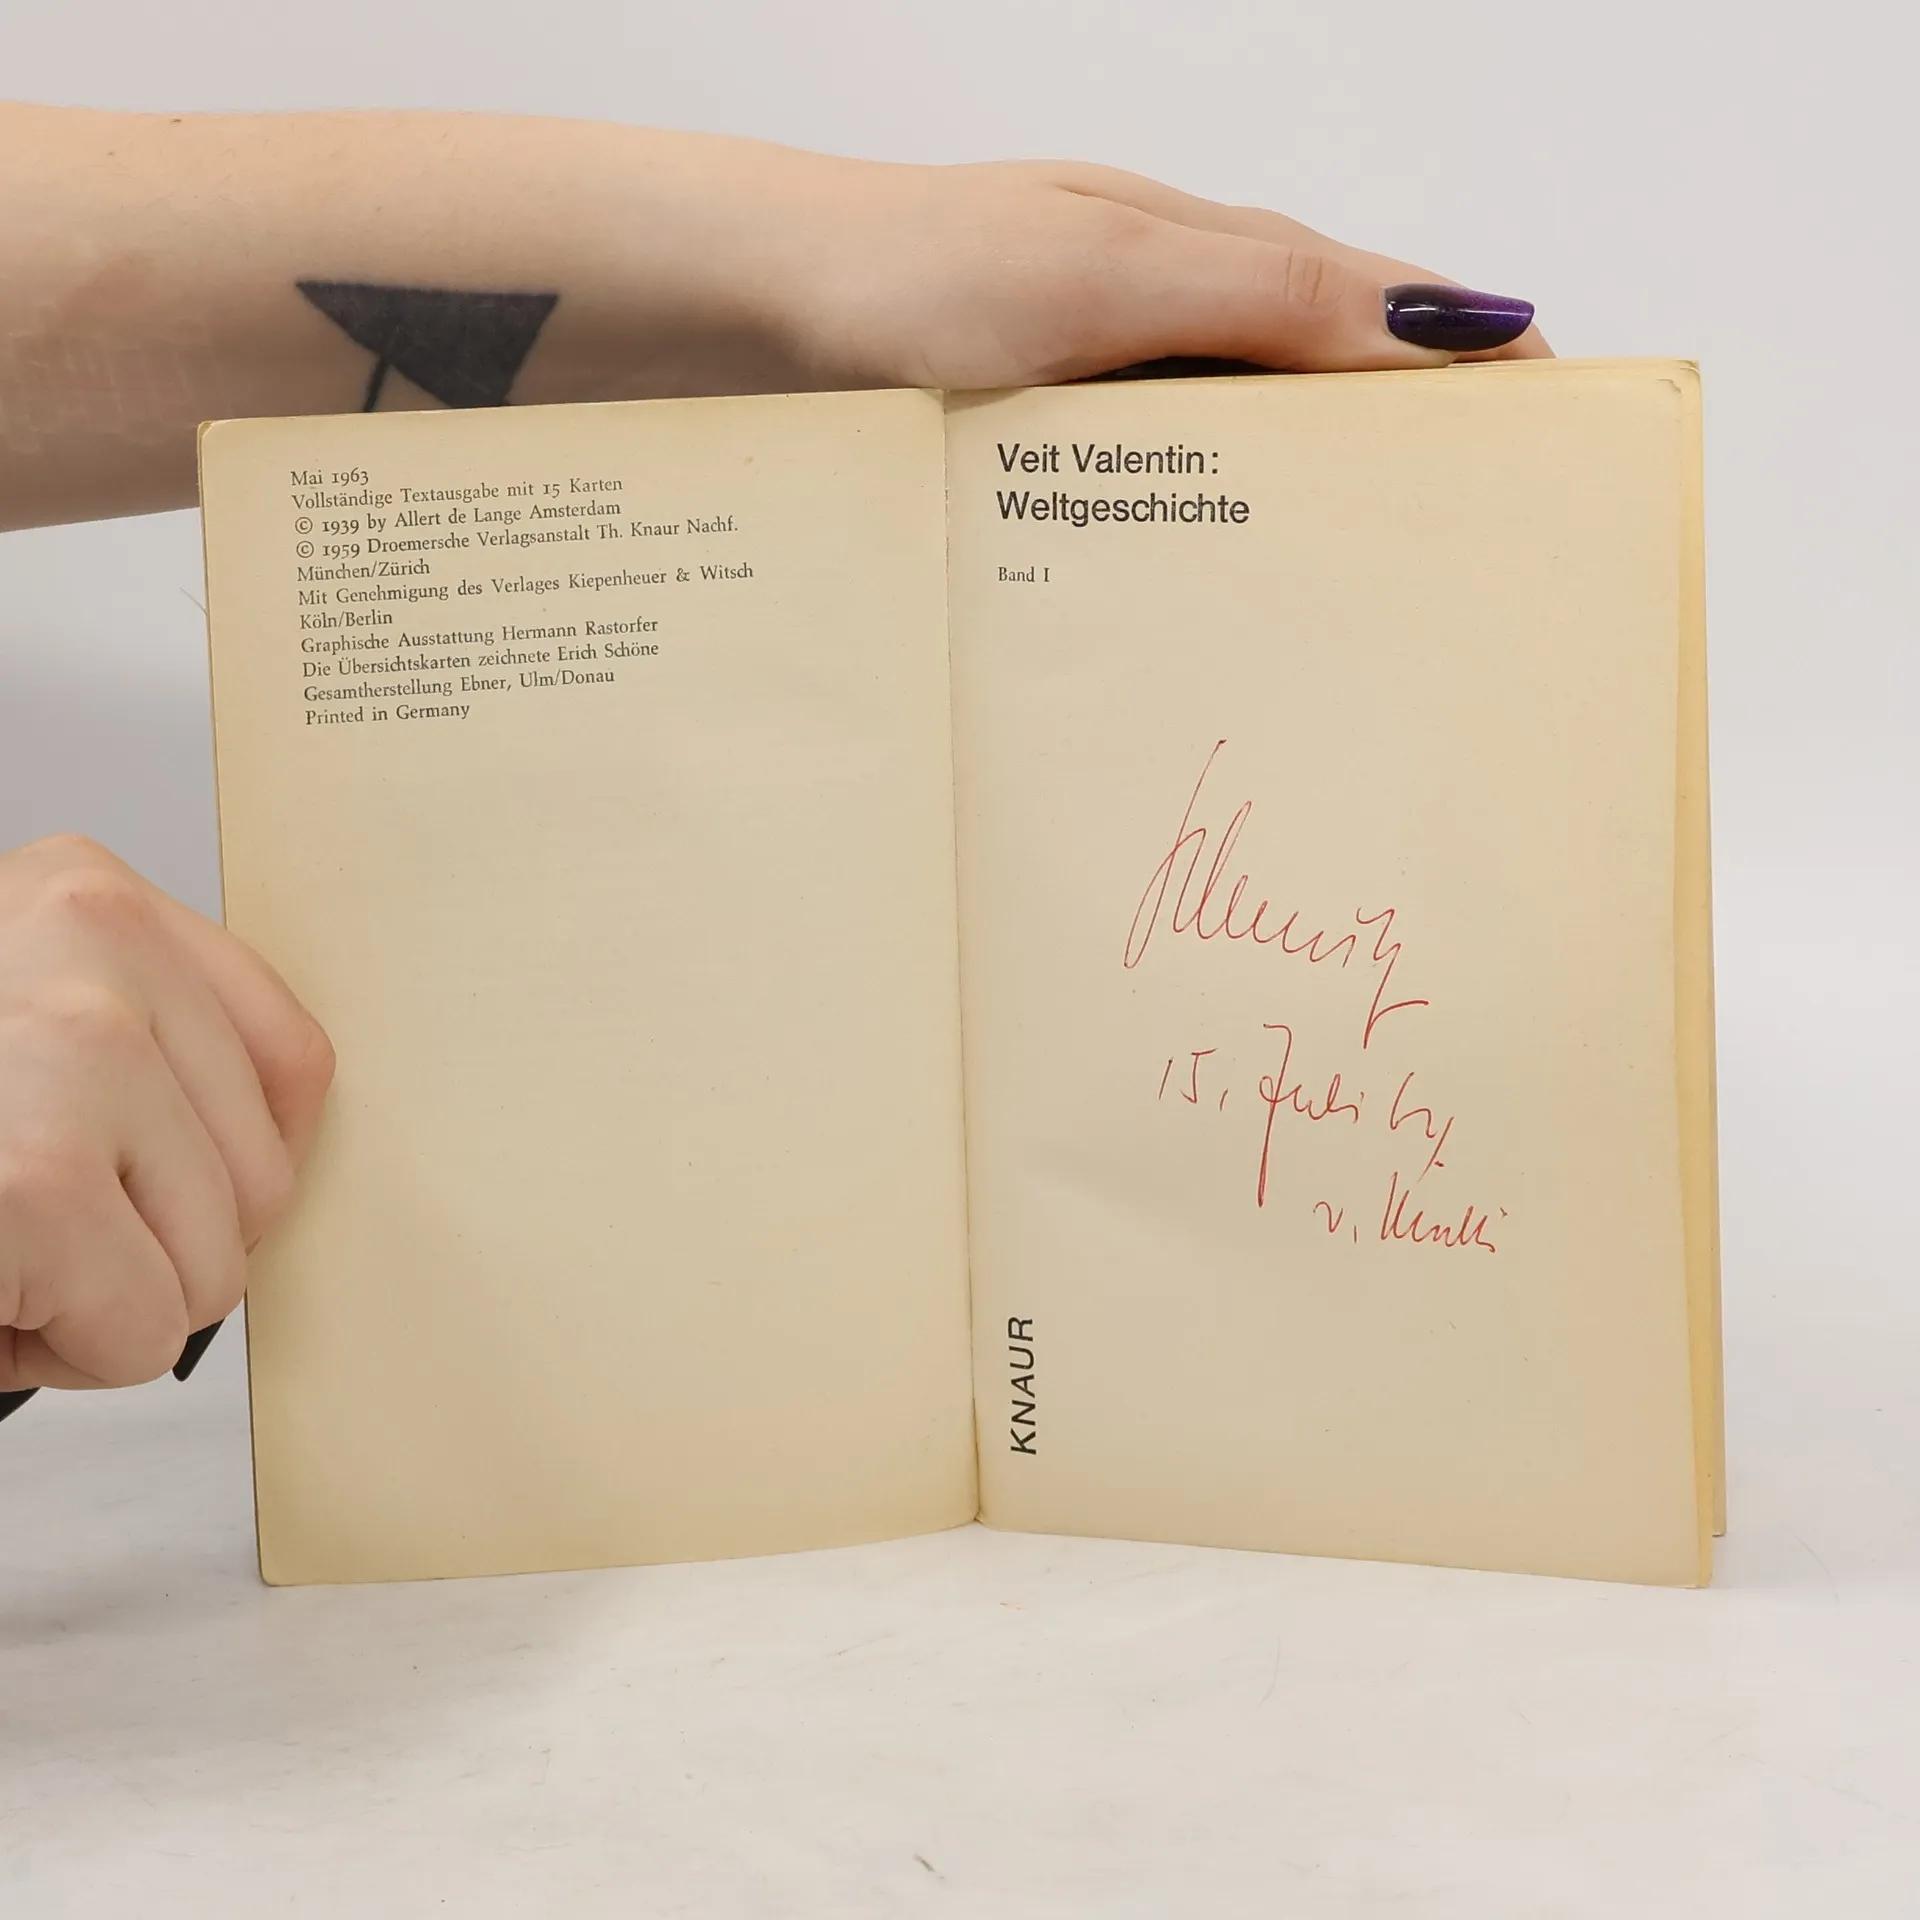 Mai 1963
Vollständige Textausgabe mit 15 Karten
© 1939 by Allert de Lange Amsterdam
© 1959 Droemersche Verlagsanstalt Th. Knaur Nachf.
München/Zürich
Mit Genehmigung des Verlages Kiepenheuer & Witsch
Köln/Berlin
Graphische Ausstattung Hermann Rastorfer
Die Übersichtskarten zeichnete Erich Schöne
Gesamtherstellung Ebner, Ulm/Donau
Printed in Germany
Veit Valentin:
Weltgeschichte
Band I
15. Juli
v.
KNAUR